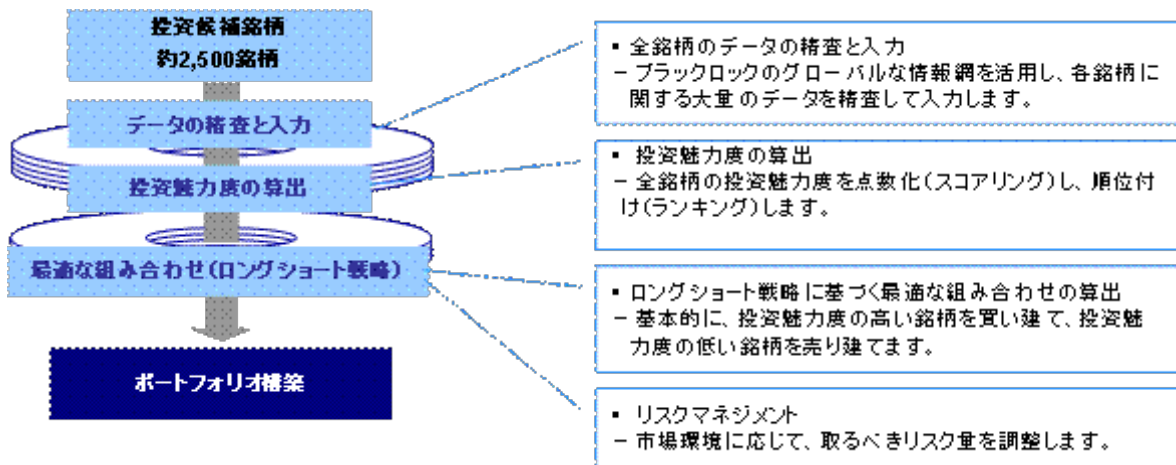 投資候補銘柄
約2,500銘柄
データの精査と入力
投資魅力度の算出
最適な組み合わせ(ロングショート戦略)
ポートフォリオ構築
▪ 全銘柄のデータの精査と入力
− ブラックロックのグローバルな情報網を活用し、各銘柄に
関する大量のデータを精査して入力します。
▪ 投資魅力度の算出
− 全銘柄の投資魅力度を点数化(スコアリング)し、順位付
け(ランキング)します。
▪ ロングショート戦略に基づく最適な組み合わせの算出
− 基本的に、投資魅力度の高い銘柄を買い建て、投資魅
力度の低い銘柄を売り建てます。
▪ リスクマネジメント
− 市場環境に応じて、取るべきリスク量を調整します。